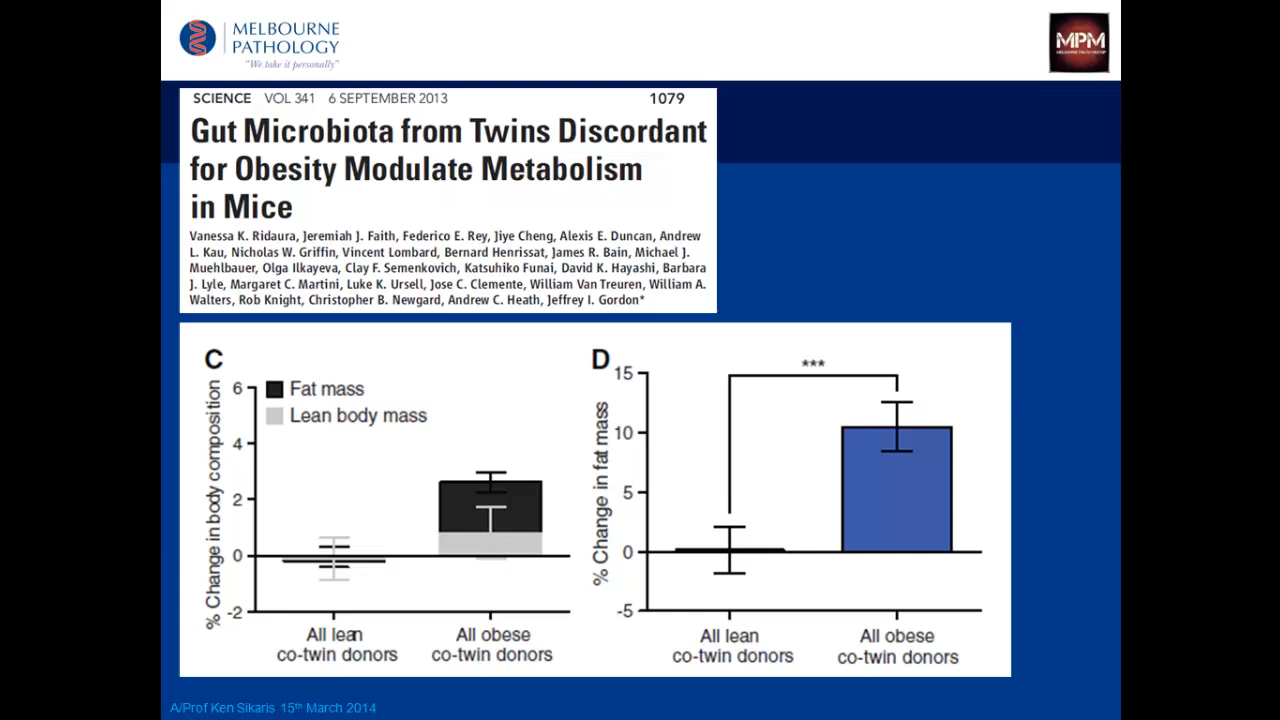 MELBOURNE
PATHOLOGY
"We take it personally"
MPM
SCIENCE VOL 341 6 SEPTEMBER 2013 1079
Gut Microbiota from Twins Discordant
for Obesity Modulate Metabolism
in Mice
Vanessa K. Ridaura, Jeremiah J. Faith, Federico E. Rey, Jiye Cheng, Alexis E. Duncan, Andrew
L. Kau, Nicholas W. Griffin, Vincent Lombard, Bernard Henrissat, James R. Bain, Michael J.
Muehlbauer, Olga Ilkayeva, Clay F. Semenkovich, Katsuhiko Funai, David K. Hayashi, Barbara
J. Lyle, Margaret C. Martini, Luke K. Ursell, Jose C. Clemente, William Van Treuren, William A.
Walters, Rob Knight, Christopher B. Newgard, Andrew C. Heath, Jeffrey I. Gordon*
C
% Change in body composition
6
4
2
0
-2
Fat mass
Lean body mass
All lean
co-twin donors
All obese
co-twin donors
D
% Change in fat mass
15
10
5
0
-5
***
All lean
co-twin donors
All obese
co-twin donors
A/Prof Ken Sikaris 15th March 2014